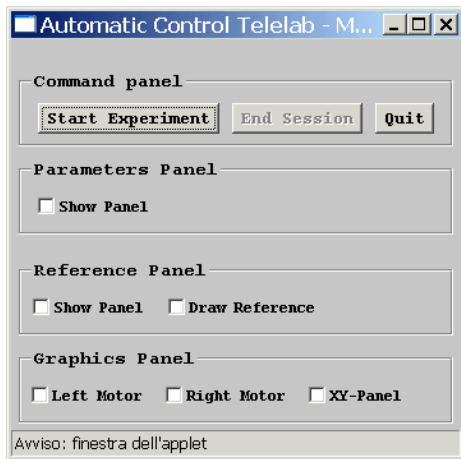 Automatic Control Telelab - M...
Command panel
Start Experiment End Session Quit
Parameters Panel
Show Panel
Reference Panel
Show Panel Draw Reference
Graphics Panel
Left Motor Right Motor XY-Panel
Avviso: finestra dell'applet